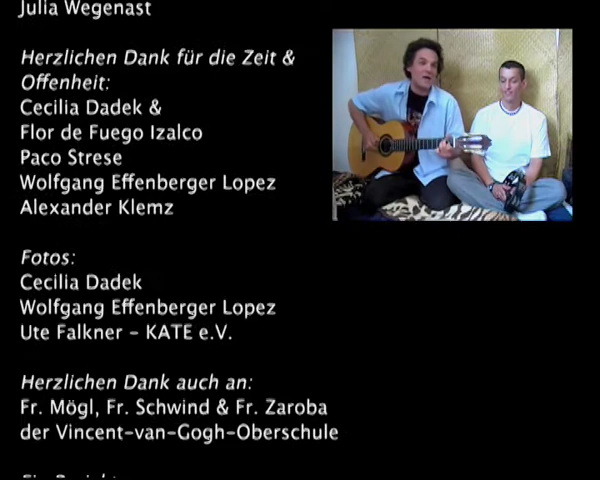 Julia Wegenast
Herzlichen Dank für die Zeit &
Offenheit:
Cecilia Dadek &
Flor de Fuego Izalco
Paco Strese
Wolfgang Effenberger Lopez
Alexander Klemz
Fotos:
Cecilia Dadek
Wolfgang Effenberger Lopez
Ute Falkner - KATE e.V.
Herzlichen Dank auch an:
Fr. Mögl, Fr. Schwind & Fr. Zaroba
der Vincent-van-Gogh-Oberschule